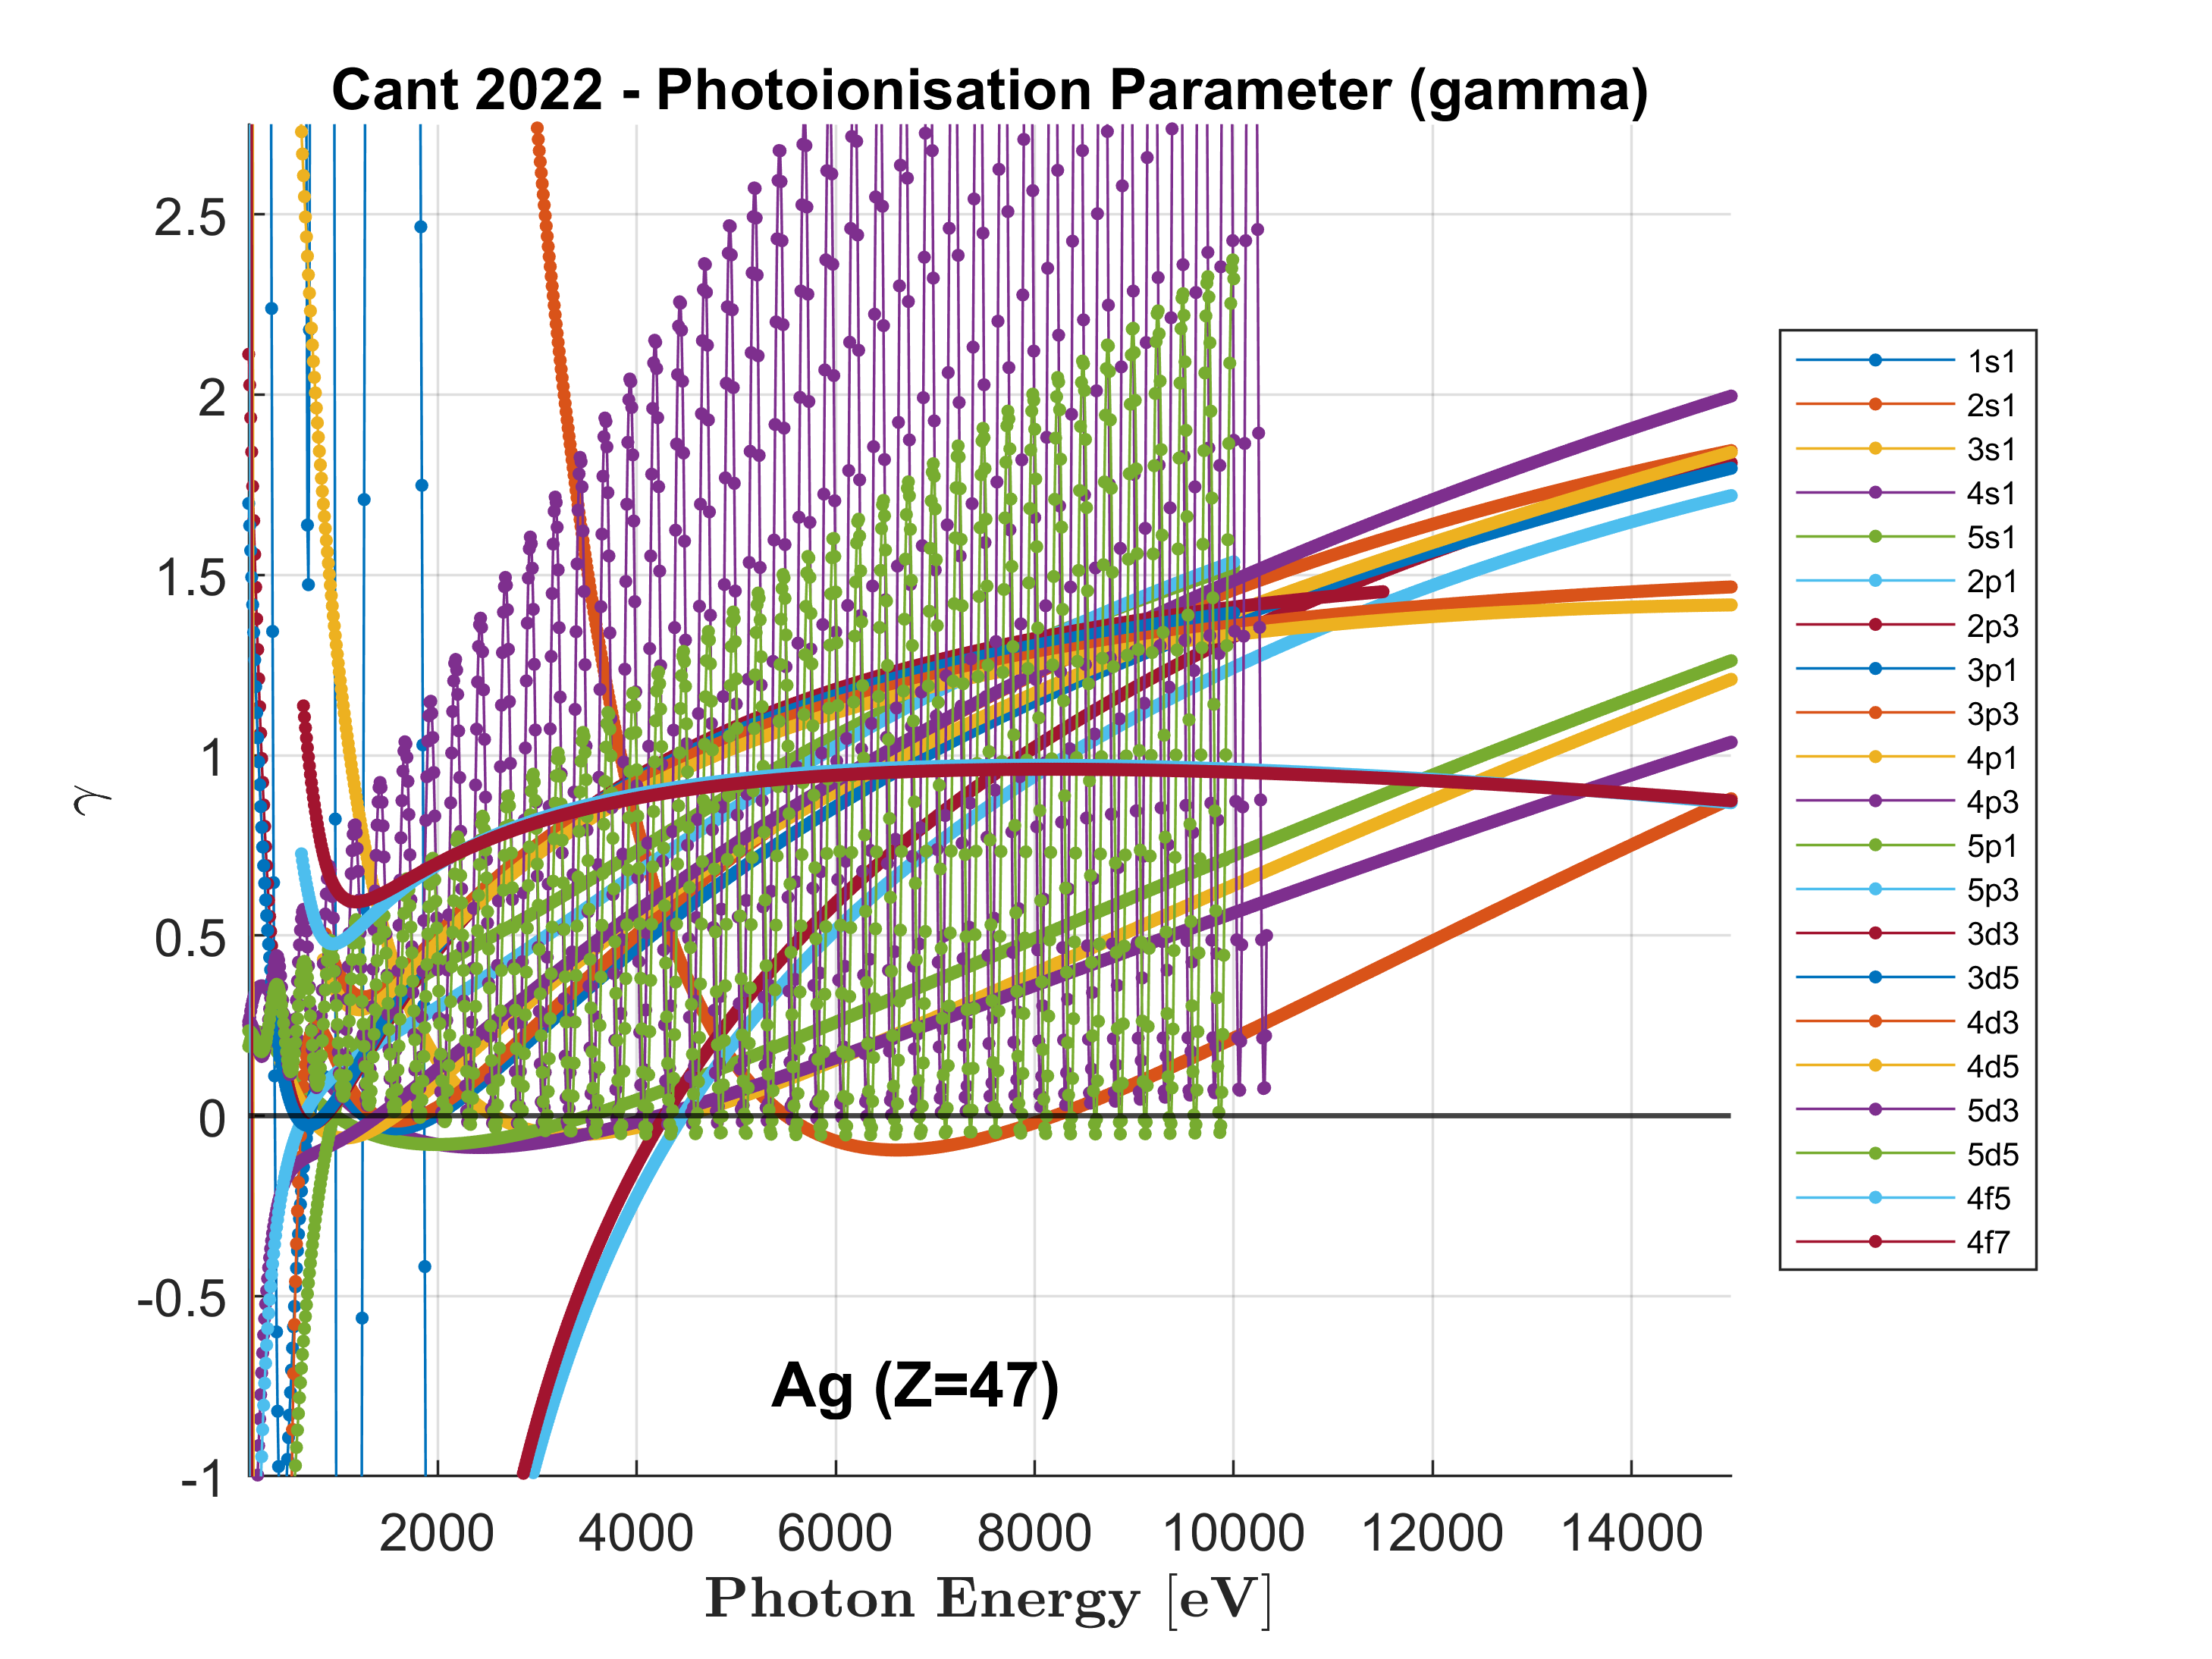 Cant 2022 - Photoionisation Parameter (gamma)
2.5
2
1.5
1
0.5
0
-0.5
-1
γ
2000 4000 6000 8000 10000 12000 14000
Photon Energy [eV]
Ag (Z=47)
1s1
2s1
3s1
4s1
5s1
2p1
2p3
3p1
3p3
4p1
4p3
5p1
5p3
3d3
3d5
4d3
4d5
5d3
5d5
4f5
4f7